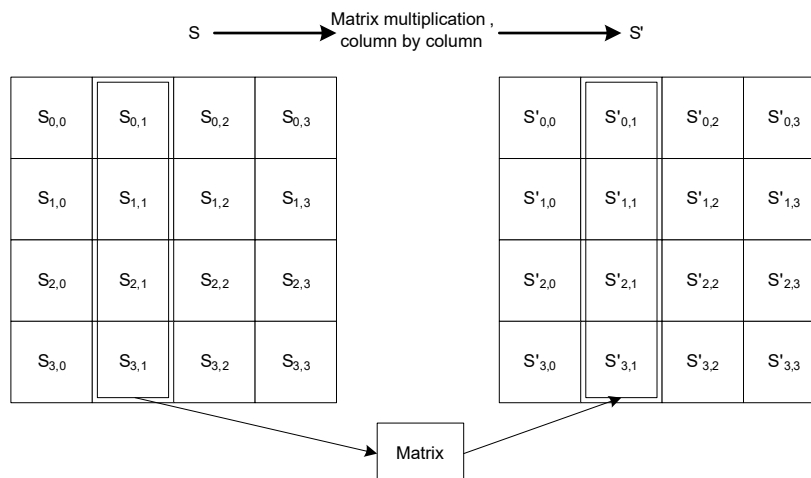 S Matrix multiplication , S'
column by column
S0,0 S0,1 S0,2 S0,3 S'0,0 S'0,1 S'0,2 S'0,3
S1,0 S1,1 S1,2 S1,3 S'1,0 S'1,1 S'1,2 S'1,3
S2,0 S2,1 S2,2 S2,3 S'2,0 S'2,1 S'2,2 S'2,3
S3,0 S3,1 S3,2 S3,3 S'3,0 S'3,1 S'3,2 S'3,3
Matrix